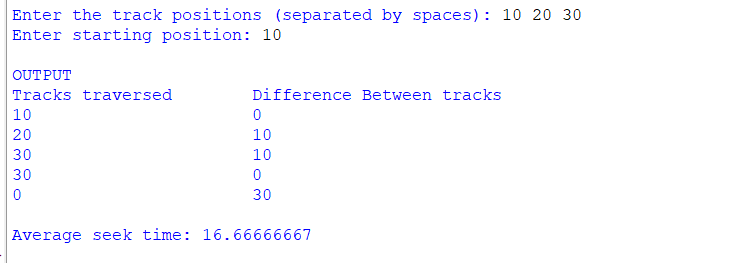 Enter the track positions (separated by spaces): 10 20 30
Enter starting position: 10
OUTPUT
Tracks traversed        Difference Between tracks
10                      0
20                      10
30                      10
30                      0
0                       30
Average seek time: 16.66666667